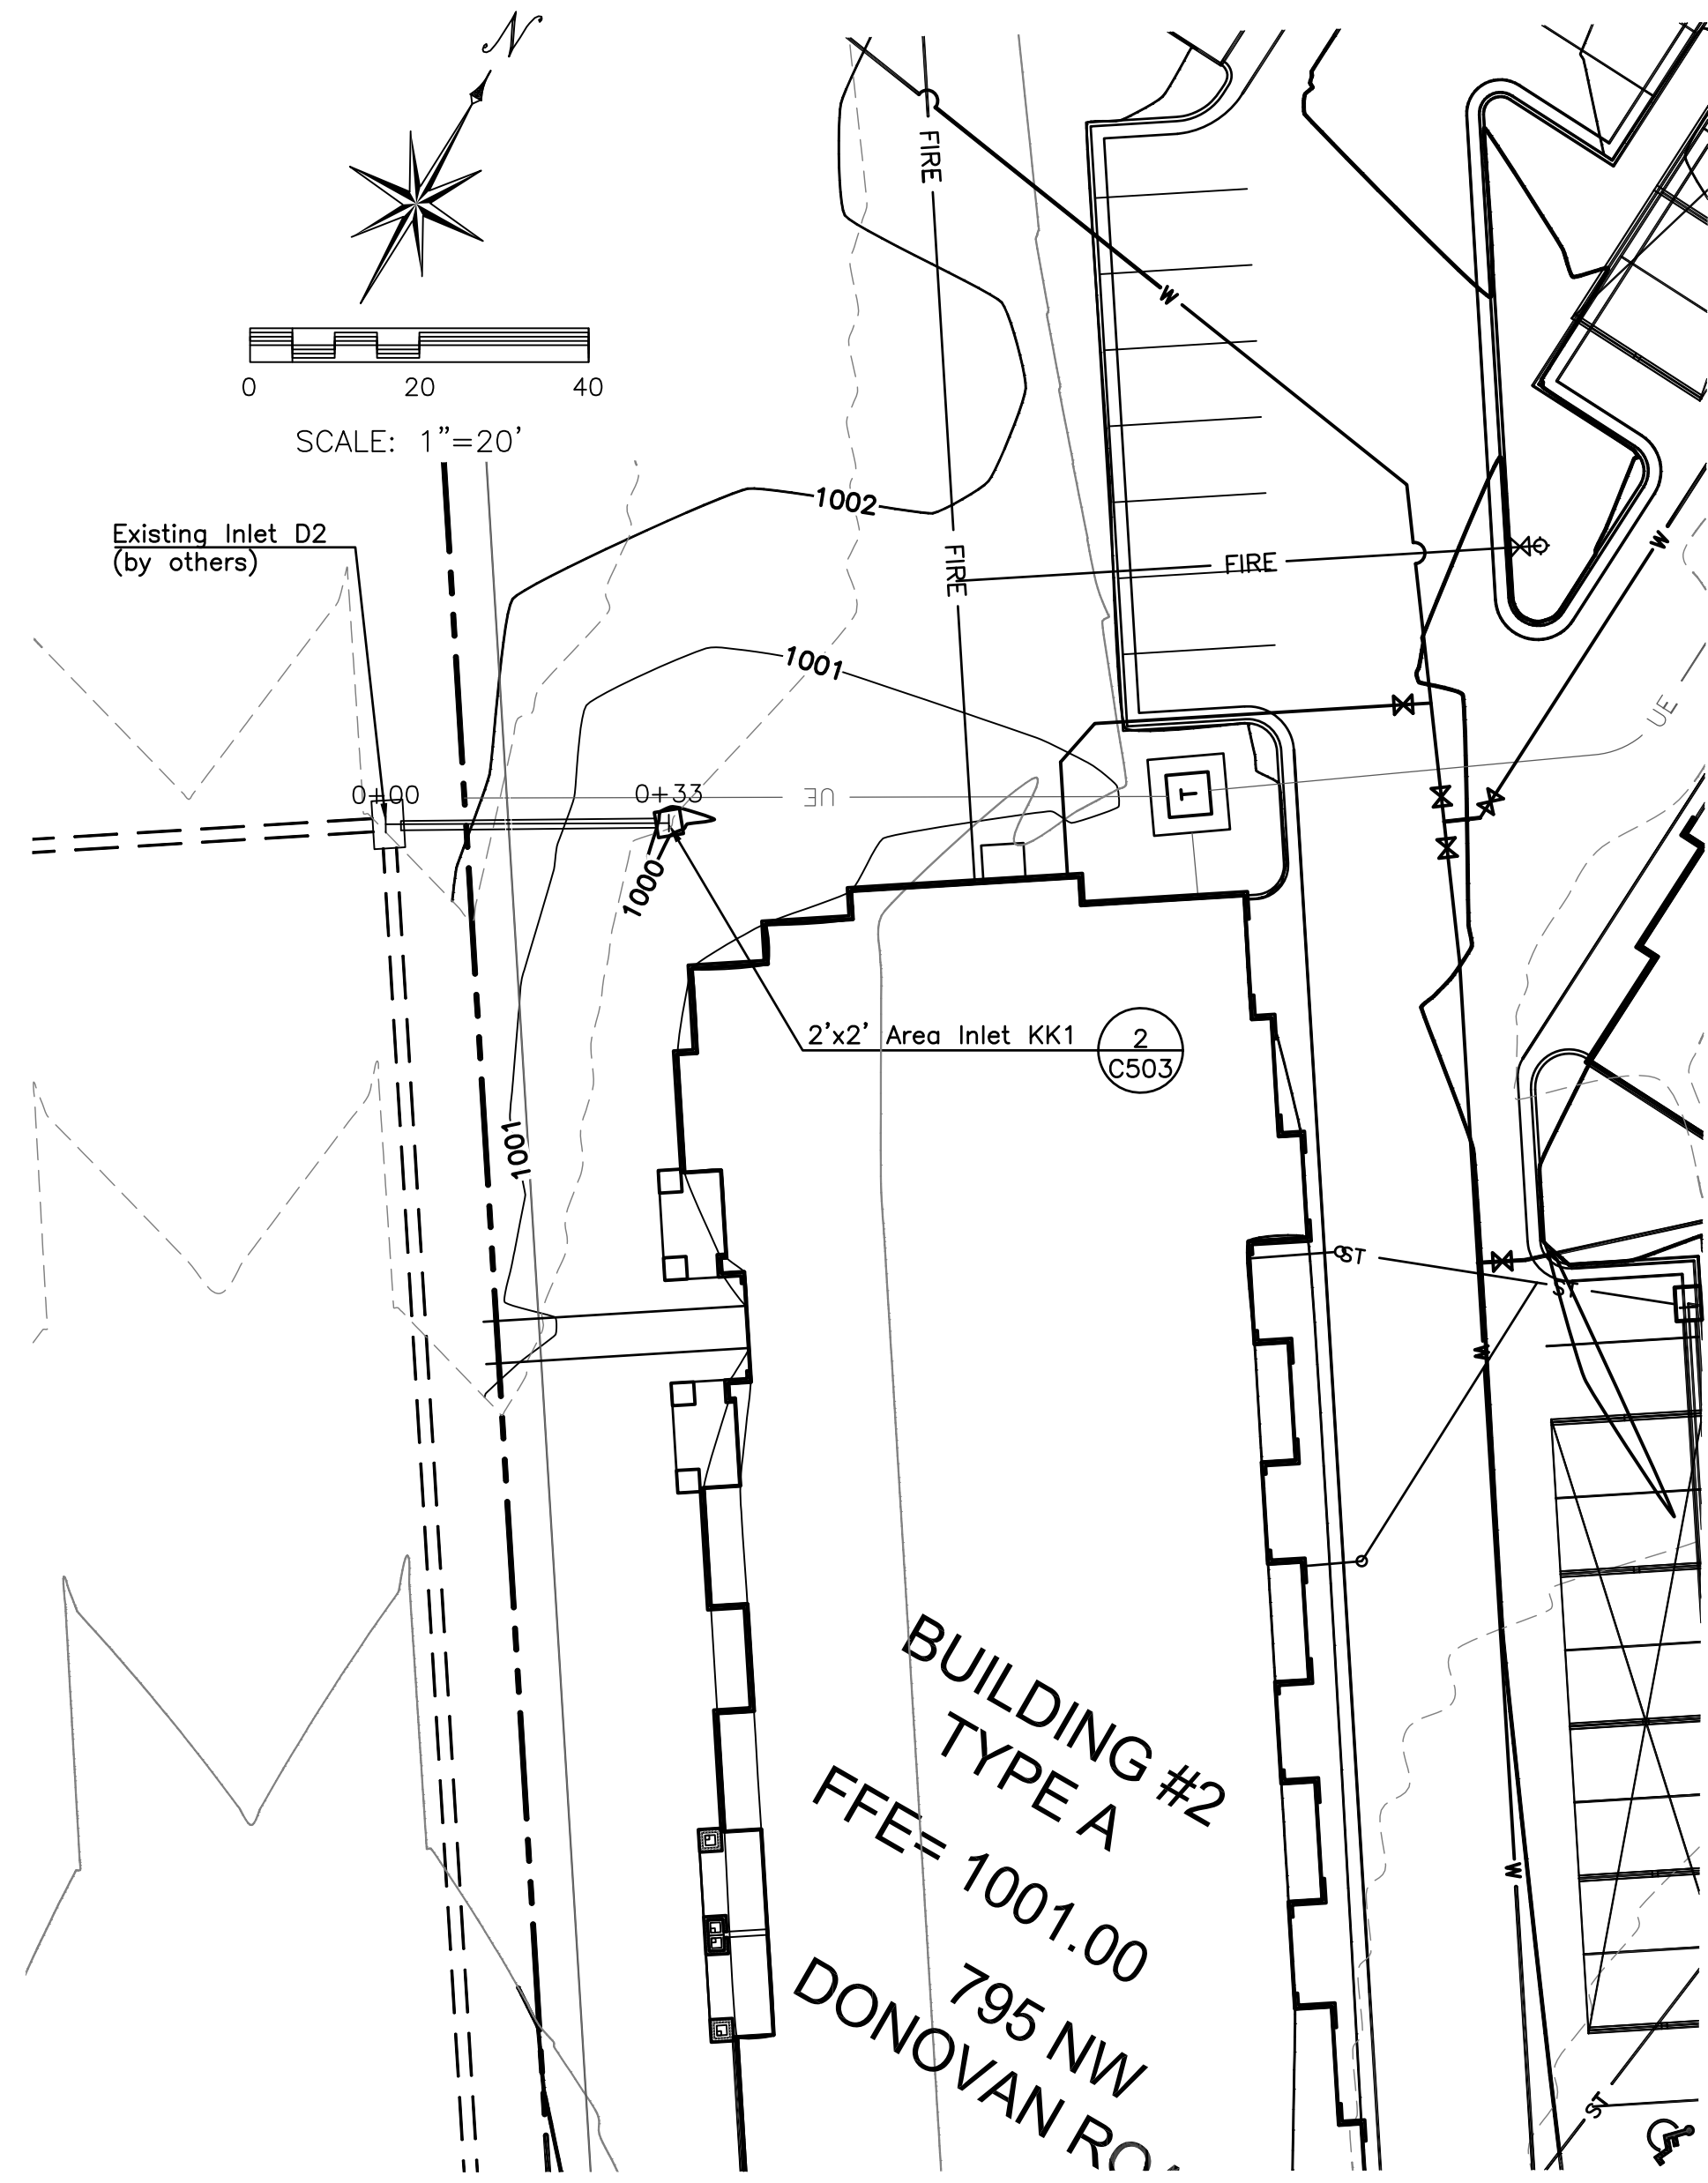 N
0 20 40
SCALE: 1"=20'
Existing Inlet D2
(by others)
FIRE
W
1002
FIRE
FIRE
W
1001
UE
0+00
0+33
UE
T
1000
2'x2' Area Inlet KK1
2
C503
1001
ST
ST
W
BUILDING #2
TYPE A
FFE= 1001.00
795 NW
DONOVAN
W
ST